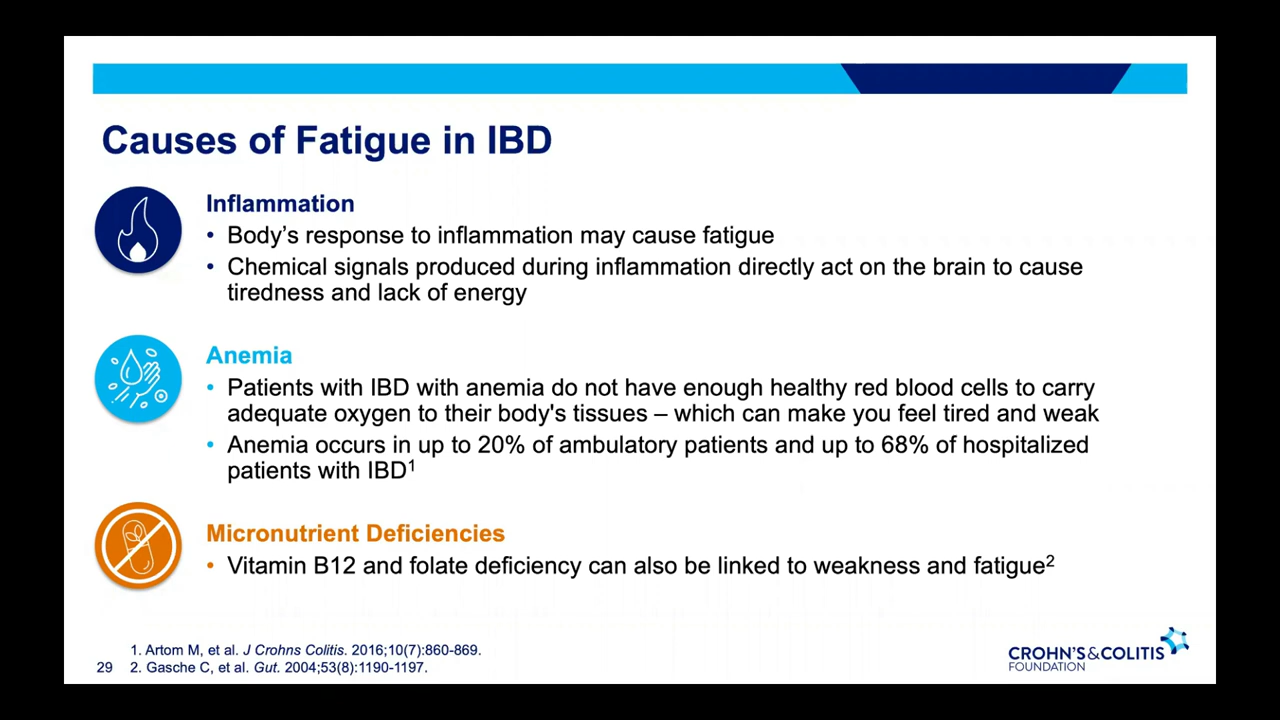 Causes of Fatigue in IBD
Inflammation
• Body’s response to inflammation may cause fatigue
• Chemical signals produced during inflammation directly act on the brain to cause
tiredness and lack of energy
Anemia
• Patients with IBD with anemia do not have enough healthy red blood cells to carry
adequate oxygen to their body's tissues – which can make you feel tired and weak
• Anemia occurs in up to 20% of ambulatory patients and up to 68% of hospitalized
patients with IBD¹
Micronutrient Deficiencies
• Vitamin B12 and folate deficiency can also be linked to weakness and fatigue²
1. Artom M, et al. J Crohns Colitis. 2016;10(7):860-869.
29 2. Gasche C, et al. Gut. 2004;53(8):1190-1197.
CROHN'S & COLITIS
FOUNDATION